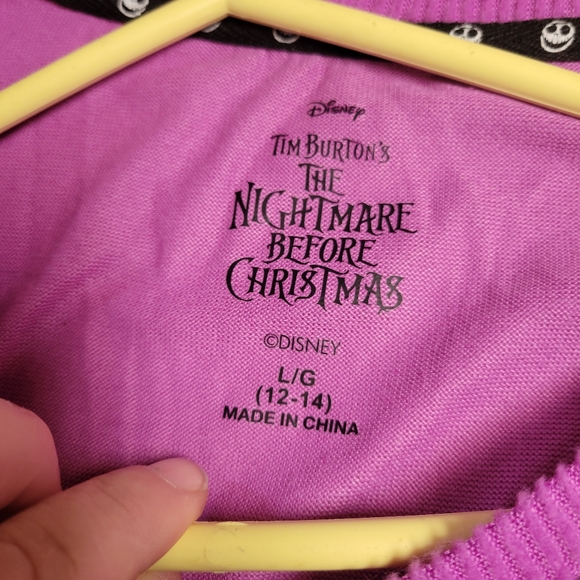 Disney
TIM BURTON'S
THE
NIGHTMARE
BEFORE
CHRISTMAS
©DISNEY
L/G
(12-14)
MADE IN CHINA